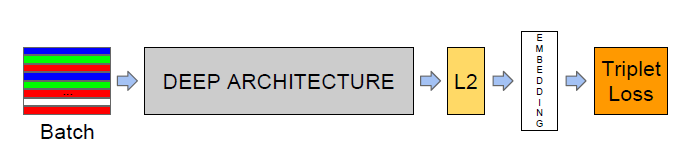 ...
Batch
DEEP ARCHITECTURE
L2
EMBEDDING
Triplet
Loss